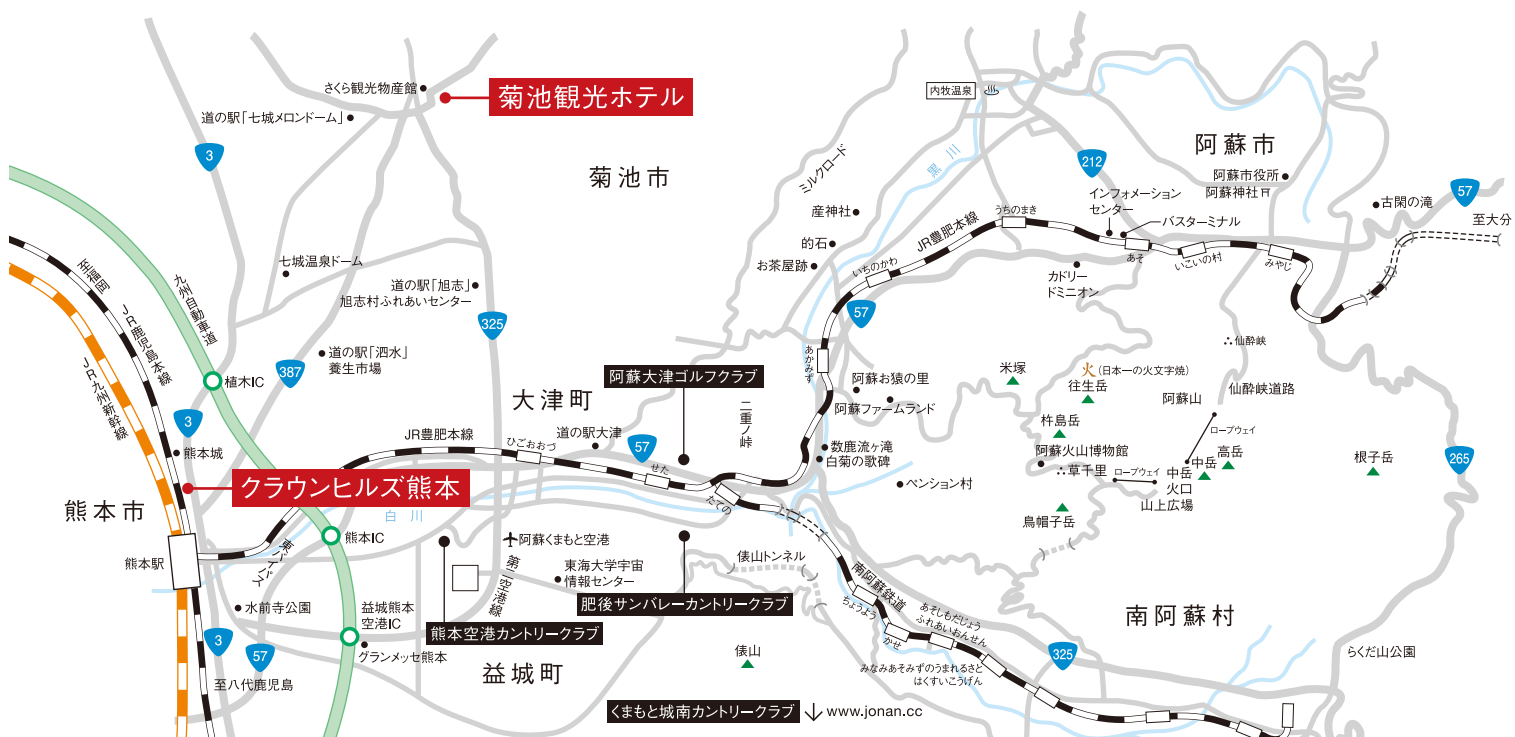 さくら観光物産館
菊池観光ホテル
道の駅「七城メロンドーム」
3
菊池市
内牧温泉
黒川
ミルクロード
阿蘇市
212
阿蘇市役所
阿蘇神社
インフォメーション
センター
バスターミナル
古閑の滝
57
至大分
産神社
的石
お茶屋跡
JR豊肥本線
うちのまき
いちのかわ
あそ
いこいの村
みやじ
カドリー
ドミニオン
57
あかみず
七城温泉ドーム
道の駅「旭志」
旭志村ふれあいセンター
325
至福岡
JR鹿児島本線
九州自動車道
JR九州新幹線
植木IC
387
道の駅「泗水」
養生市場
3
熊本城
クラウンヒルズ熊本
熊本市
熊本駅
大津町
阿蘇大津ゴルフクラブ
二重ノ峠
JR豊肥本線
ひごおおづ
道の駅大津
57
せた
たての
白川
阿蘇お猿の里
阿蘇ファームランド
数鹿流ヶ滝
白菊の歌碑
ペンション村
米塚
火
(日本一の火文字焼)
往生岳
杵島岳
阿蘇火山博物館
草千里
ロープウェイ
烏帽子岳
仙酔峡
仙酔峡道路
阿蘇山
ロープウェイ
高岳
中岳
中岳
火口
山上広場
根子岳
265
熊本IC
東バイパス
水前寺公園
3
57
至八代鹿児島
益城熊本
空港IC
グランメッセ熊本
阿蘇くまもと空港
第二空港線
東海大学宇宙
情報センター
熊本空港カントリークラブ
肥後サンバレーカントリークラブ
益城町
俵山トンネル
俵山
くまもと城南カントリークラブ
www.jonan.cc
南阿蘇鉄道
ちょうよう
かせ
あそしもだじょう
ふれあいおんせん
みなみあそみずのうまれるさと
はくすいこうげん
325
南阿蘇村
らくだ山公園